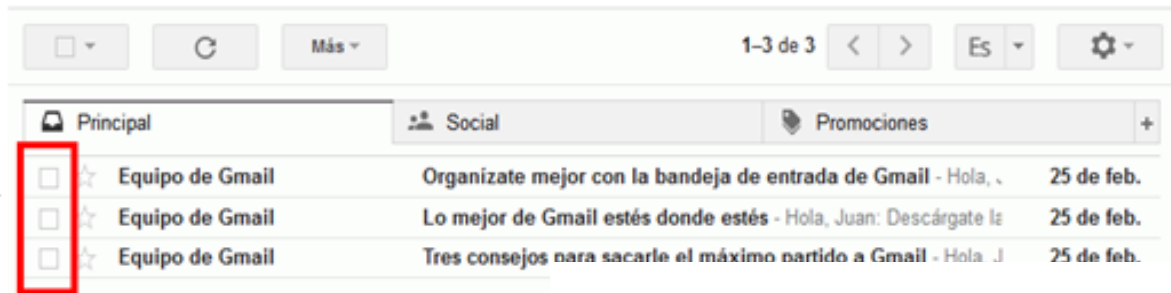 Más 1–3 de 3 Es
Principal Social Promociones +
Equipo de Gmail Organízate mejor con la bandeja de entrada de Gmail - Hola, 25 de feb.
Equipo de Gmail Lo mejor de Gmail estés donde estés - Hola, Juan: Descárgate la 25 de feb.
Equipo de Gmail Tres consejos para sacarle el máximo partido a Gmail - Hola, J 25 de feb.